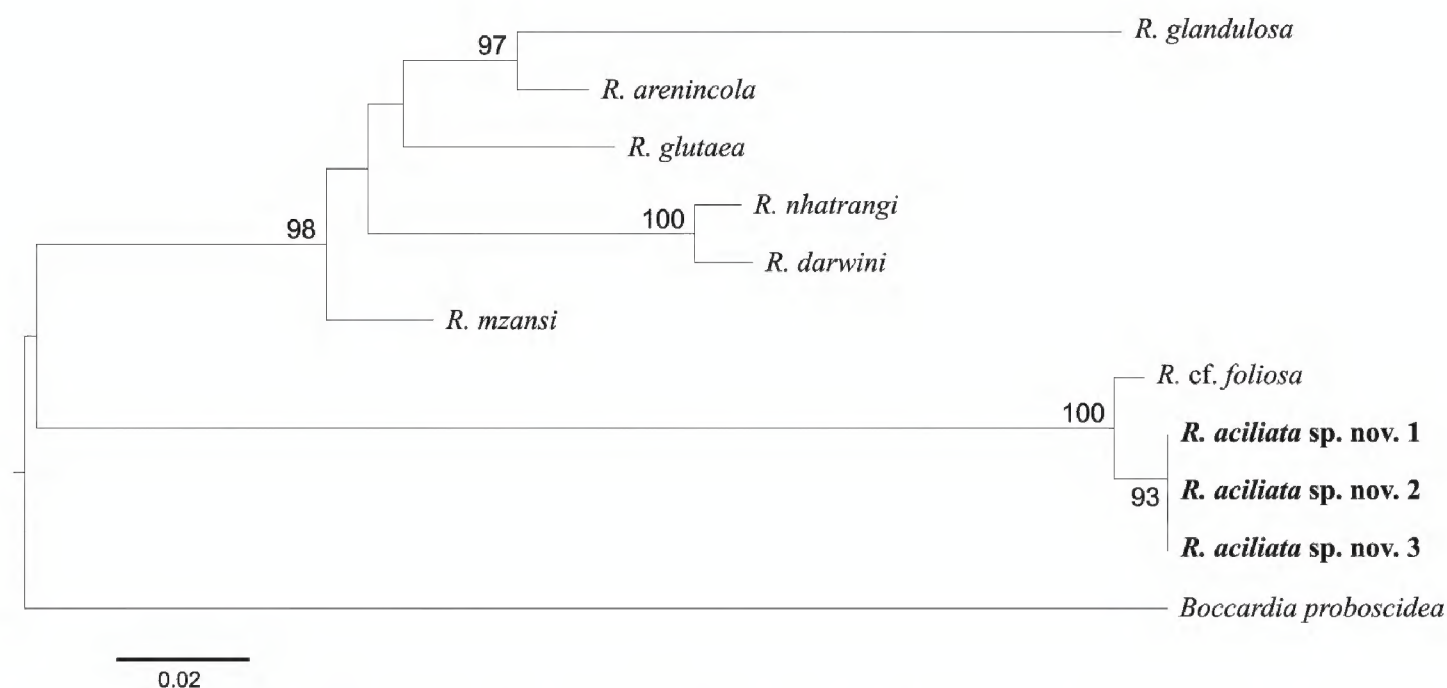 R. glandulosa
97
R. arenincola
R. glutaea
R. nhatrangi
100
R. darwini
98
R. mzansi
R. cf. foliosa
100
R. aciliata sp. nov. 1
R. aciliata sp. nov. 2
93
R. aciliata sp. nov. 3
Boccardia proboscidea
0.02